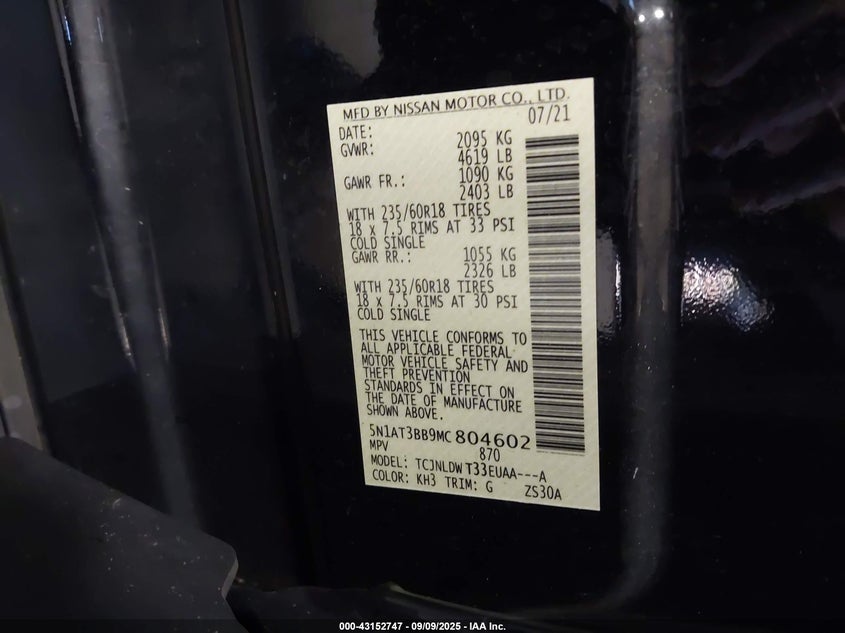 MFD BY NISSAN MOTOR CO., LTD.
DATE: 07/21
GVWR: 2095 KG
4619 LB
GAWR FR.: 1090 KG
2403 LB
WITH 235/60R18 TIRES
18 x 7.5 RIMS AT 33 PSI
COLD SINGLE
GAWR RR.: 1055 KG
2326 LB
WITH 235/60R18 TIRES
18 x 7.5 RIMS AT 30 PSI
COLD SINGLE
THIS VEHICLE CONFORMS TO
ALL APPLICABLE FEDERAL
MOTOR VEHICLE SAFETY AND
THEFT PREVENTION
STANDARDS IN EFFECT ON
THE DATE OF MANUFACTURE
SHOWN ABOVE.
5N1AT3BB9MC804602
MPV 870
MODEL: TCJNLDWT33EUAA---A
COLOR: KH3 TRIM: G ZS30A
000-43152747 - 09/09/2025 - IAA Inc.